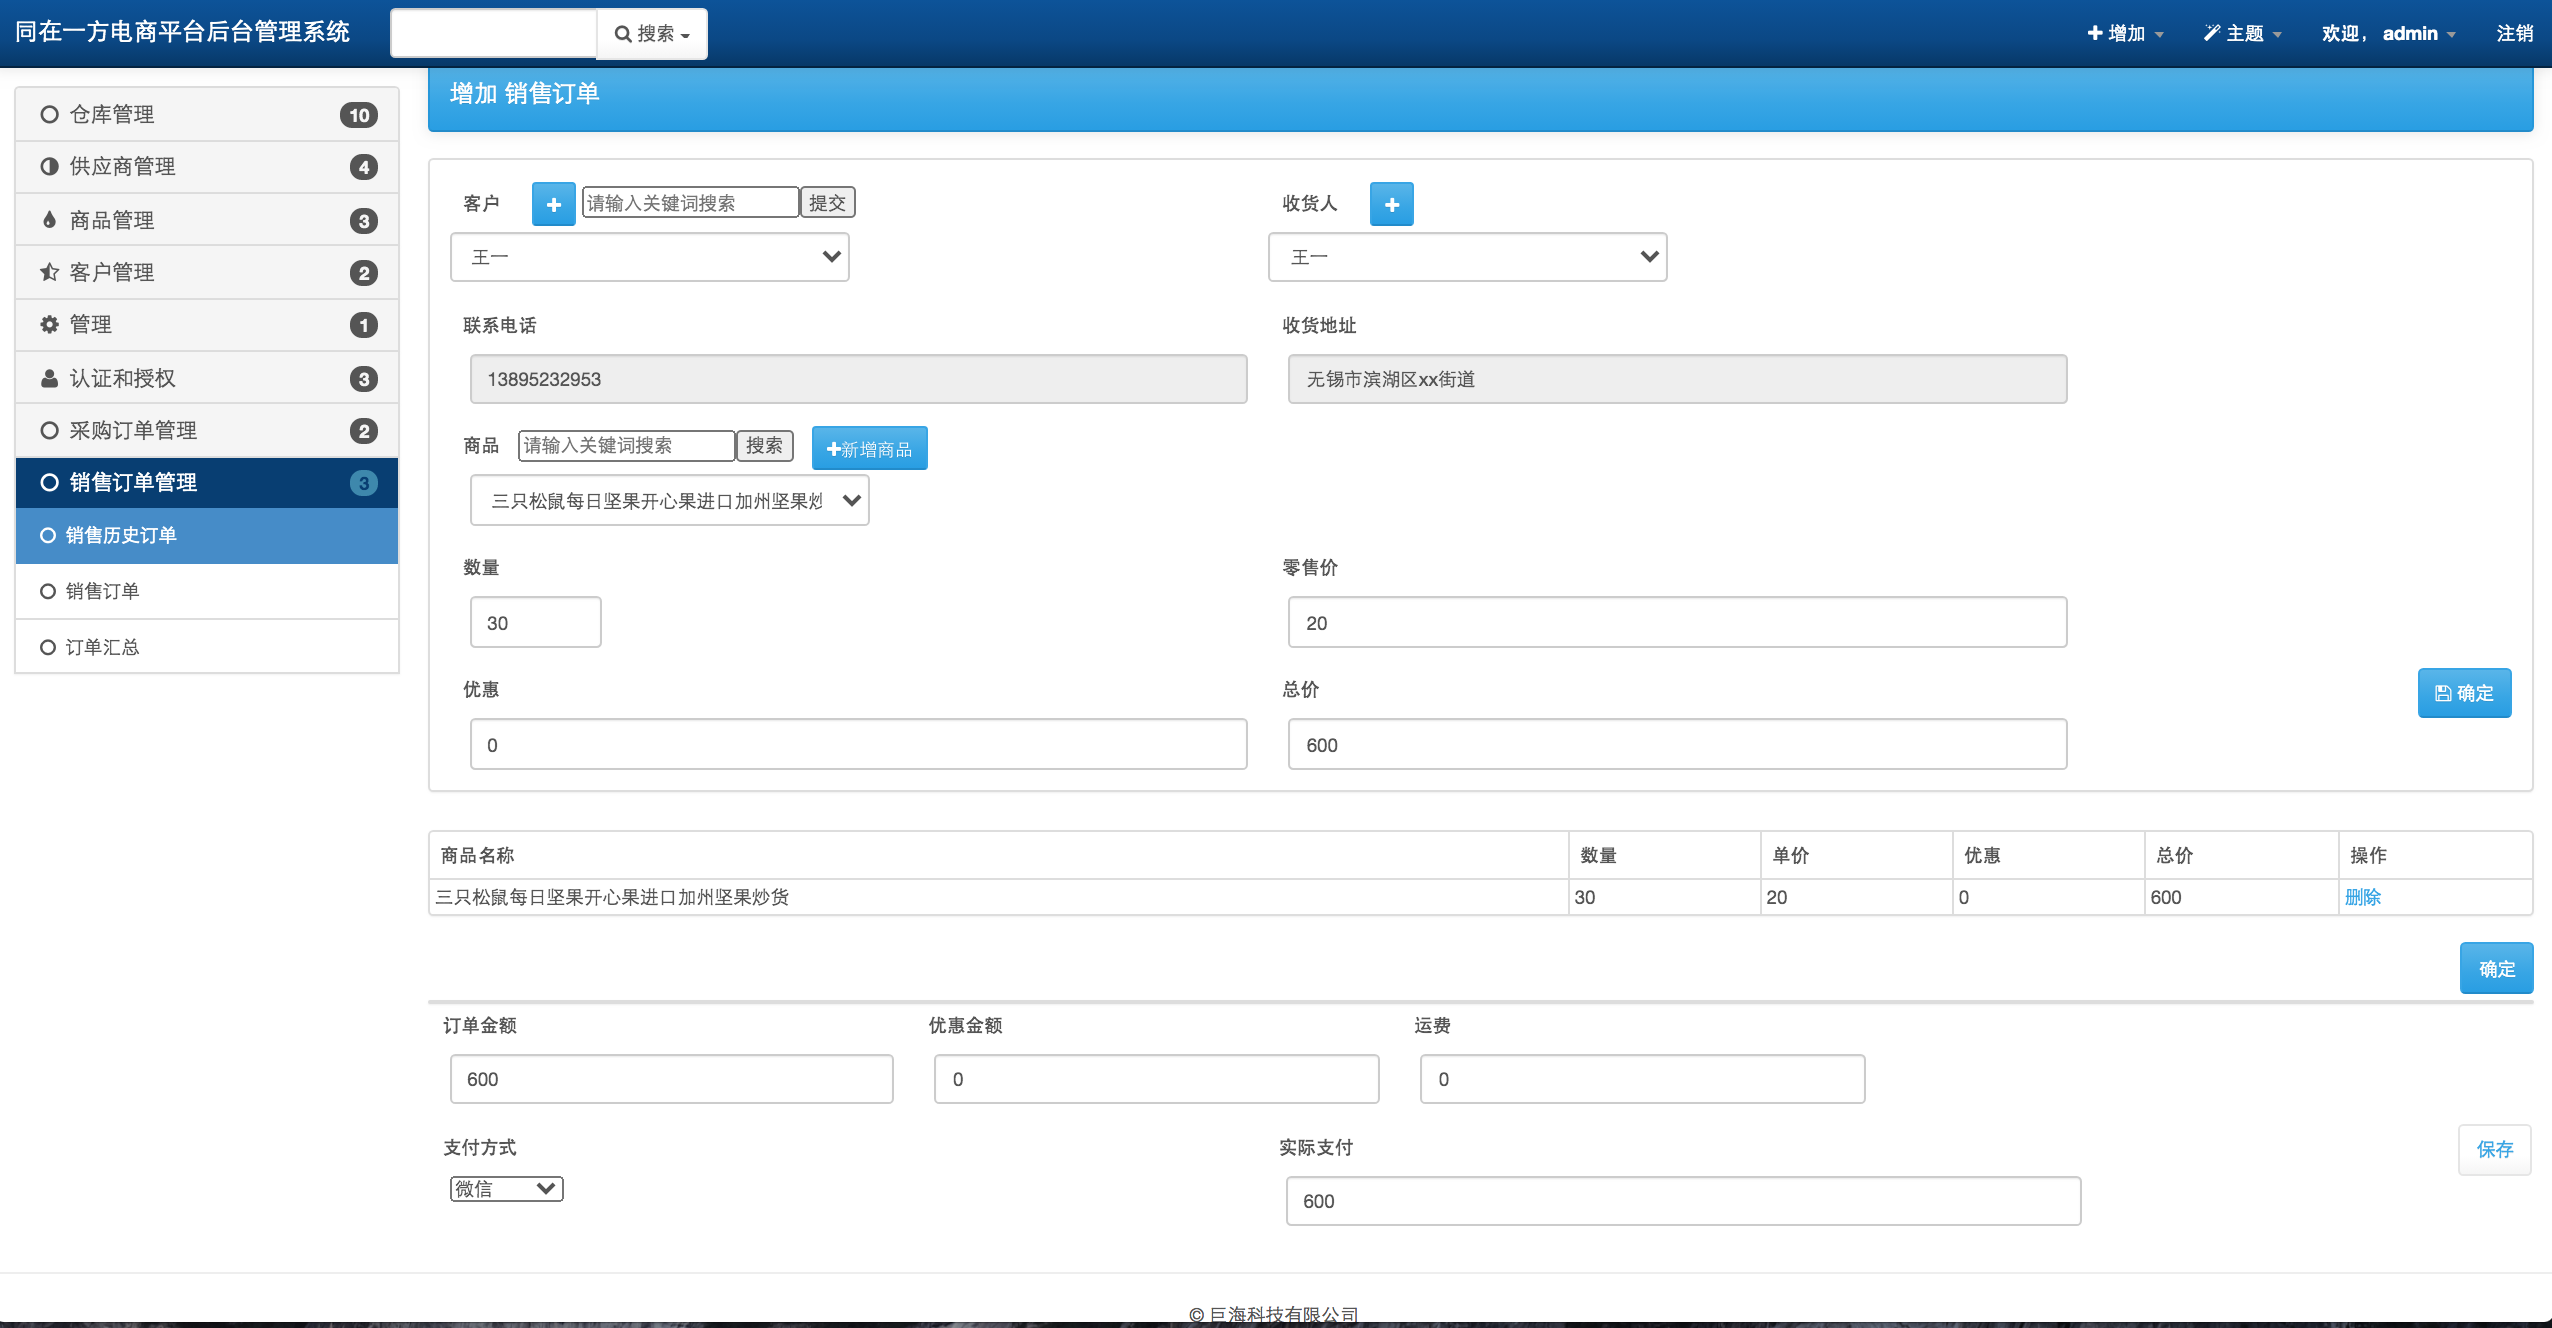 同在一方电商平台后台管理系统 搜索 增加 主题 欢迎， admin 注销
仓库管理 10
供应商管理 4
商品管理 3
客户管理 2
管理 1
认证和授权 3
采购订单管理 2
销售订单管理 3
销售历史订单
销售订单
订单汇总
增加 销售订单
客户 请输入关键词搜索 提交 收货人
王一 王一
联系电话 收货地址
13895232953 无锡市滨湖区xx街道
商品 请输入关键词搜索 搜索 新增商品
三只松鼠每日坚果开心果进口加州坚果炒
数量 零售价
30 20
优惠 总价 确定
0 600
商品名称 数量 单价 优惠 总价 操作
三只松鼠每日坚果开心果进口加州坚果炒货 30 20 0 600 删除
确定
订单金额 优惠金额 运费
600 0 0
支付方式 实际支付 保存
微信 600
© 巨海科技有限公司